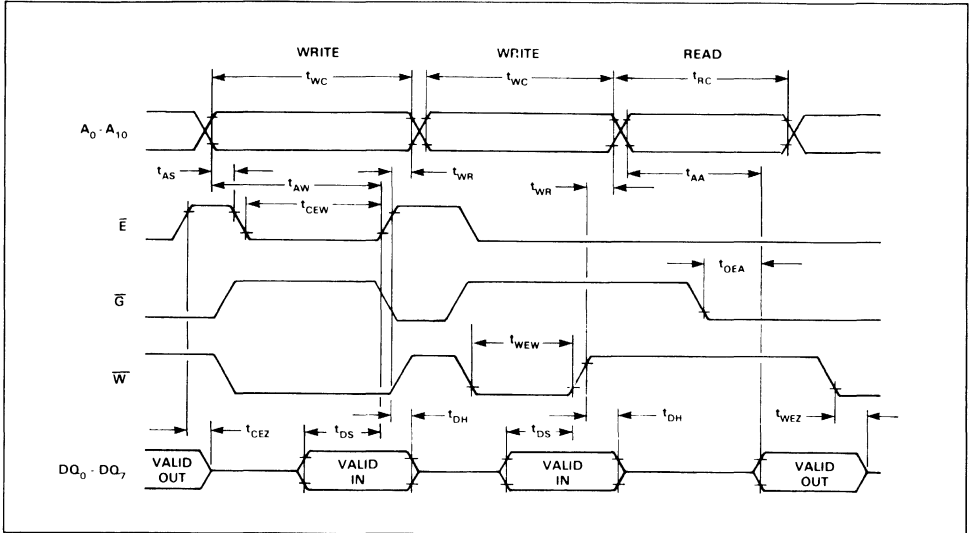 WRITE WRITE READ
tWC tWC tRC
A0 - A10
tAS tAW tWR tWR tAA
tCEW
E̅
tOEA
G̅
tWEW
W̅
tCEZ tDS tDH tDS tDH tWEZ
DQ0 - DQ7 VALID OUT VALID IN VALID IN VALID OUT